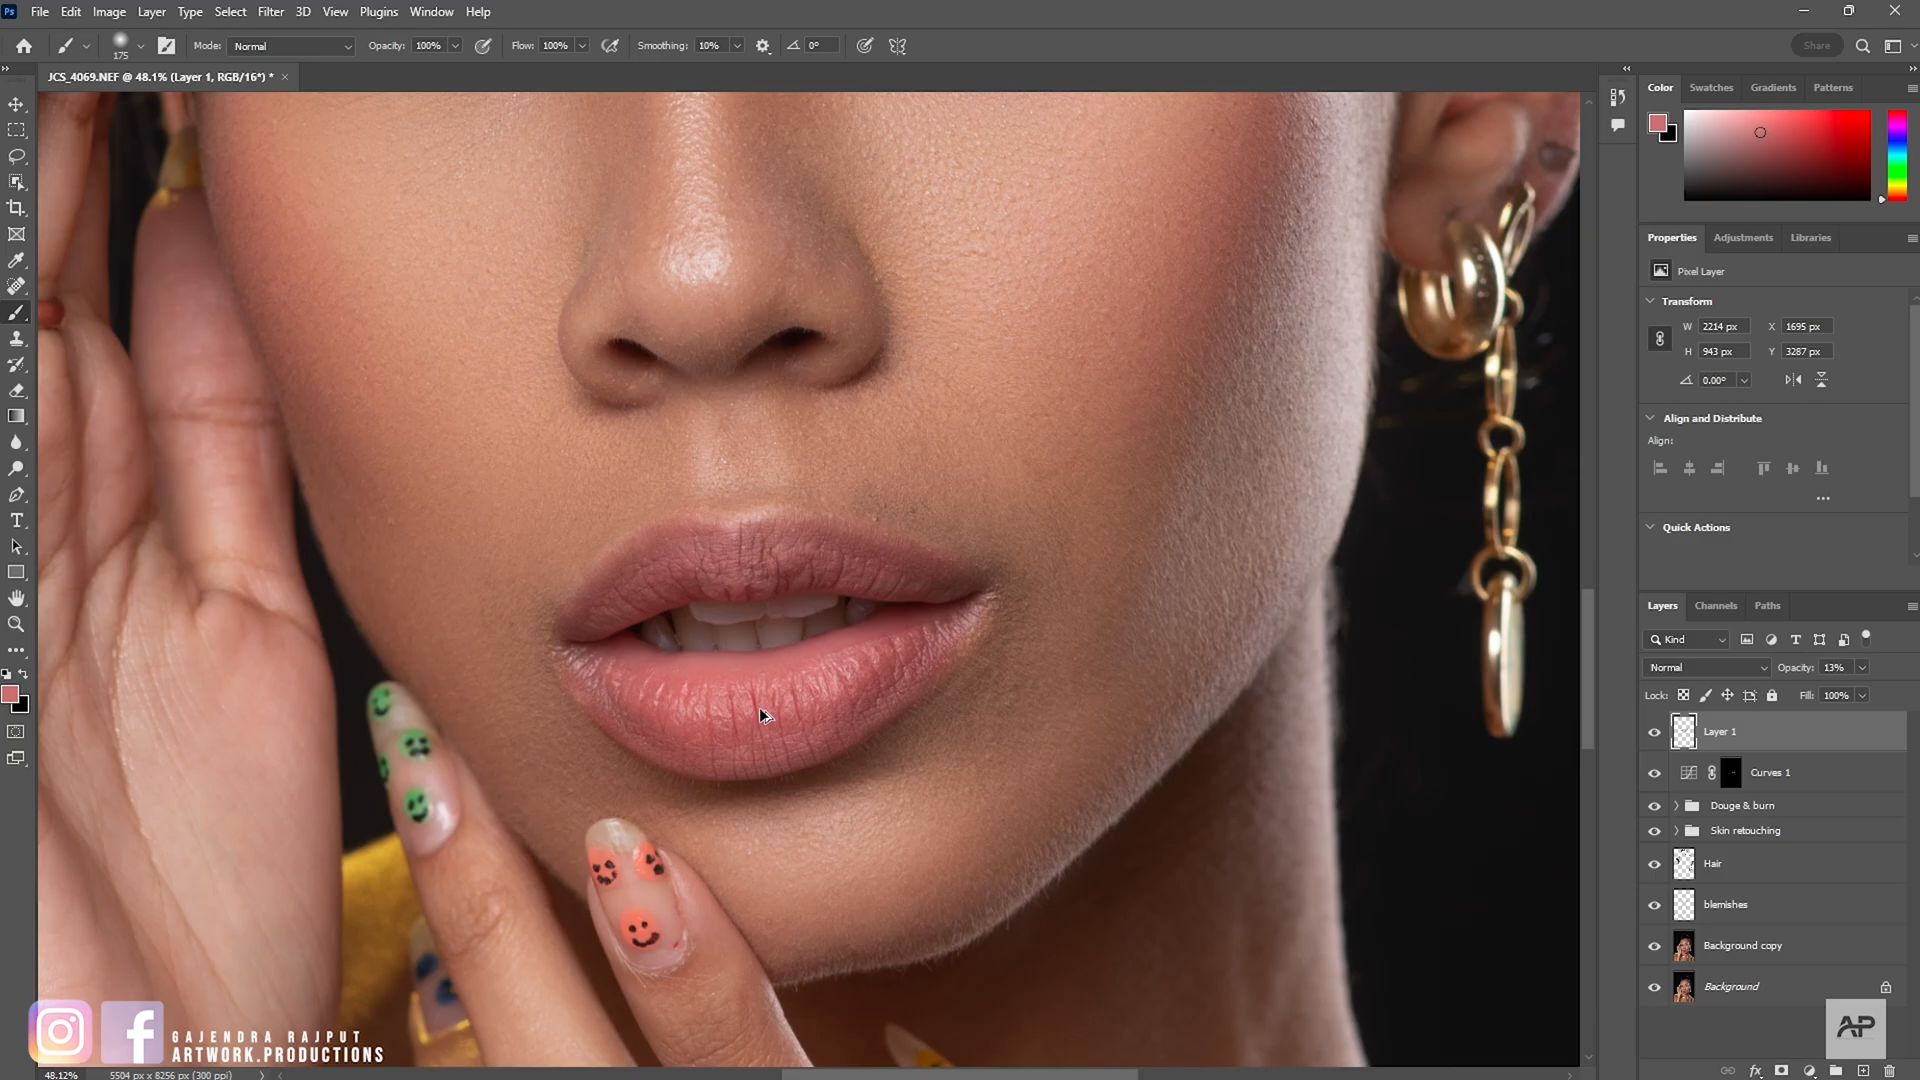 Ps File Edit Image Layer Type Select Filter 3D View Plugins Window Help
175 Mode: Normal Opacity: 100% Flow: 100% Smoothing: 10% 0° Share
JCS_4069.NEF @ 48.1% (Layer 1, RGB/16*) * ×
Color Swatches Gradients Patterns
Properties Adjustments Libraries
Pixel Layer
Transform
W 2214 px X 1695 px
H 943 px Y 3287 px
0.00°
Align and Distribute
Align:
Quick Actions
Layers Channels Paths
Kind
Normal Opacity: 13%
Lock: Fill: 100%
Layer 1
Curves 1
Douge & burn
Skin retouching
Hair
blemishes
Background copy
Background
GAJENDRA RAJPUT
ARTWORK.PRODUCTIONS
AP
48.12% 5504 px x 8256 px (300 ppi)
fx